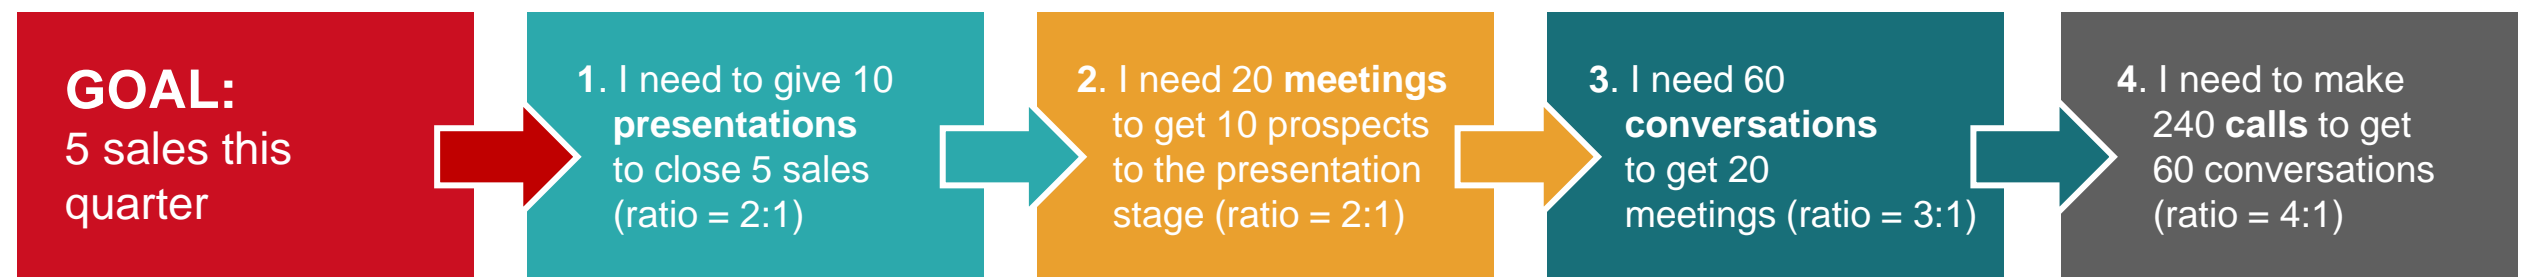 GOAL:
5 sales this
quarter
1. I need to give 10
presentations
to close 5 sales
(ratio = 2:1)
2. I need 20 meetings
to get 10 prospects
to the presentation
stage (ratio = 2:1)
3. I need 60
conversations
to get 20
meetings (ratio = 3:1)
4. I need to make
240 calls to get
60 conversations
(ratio = 4:1)